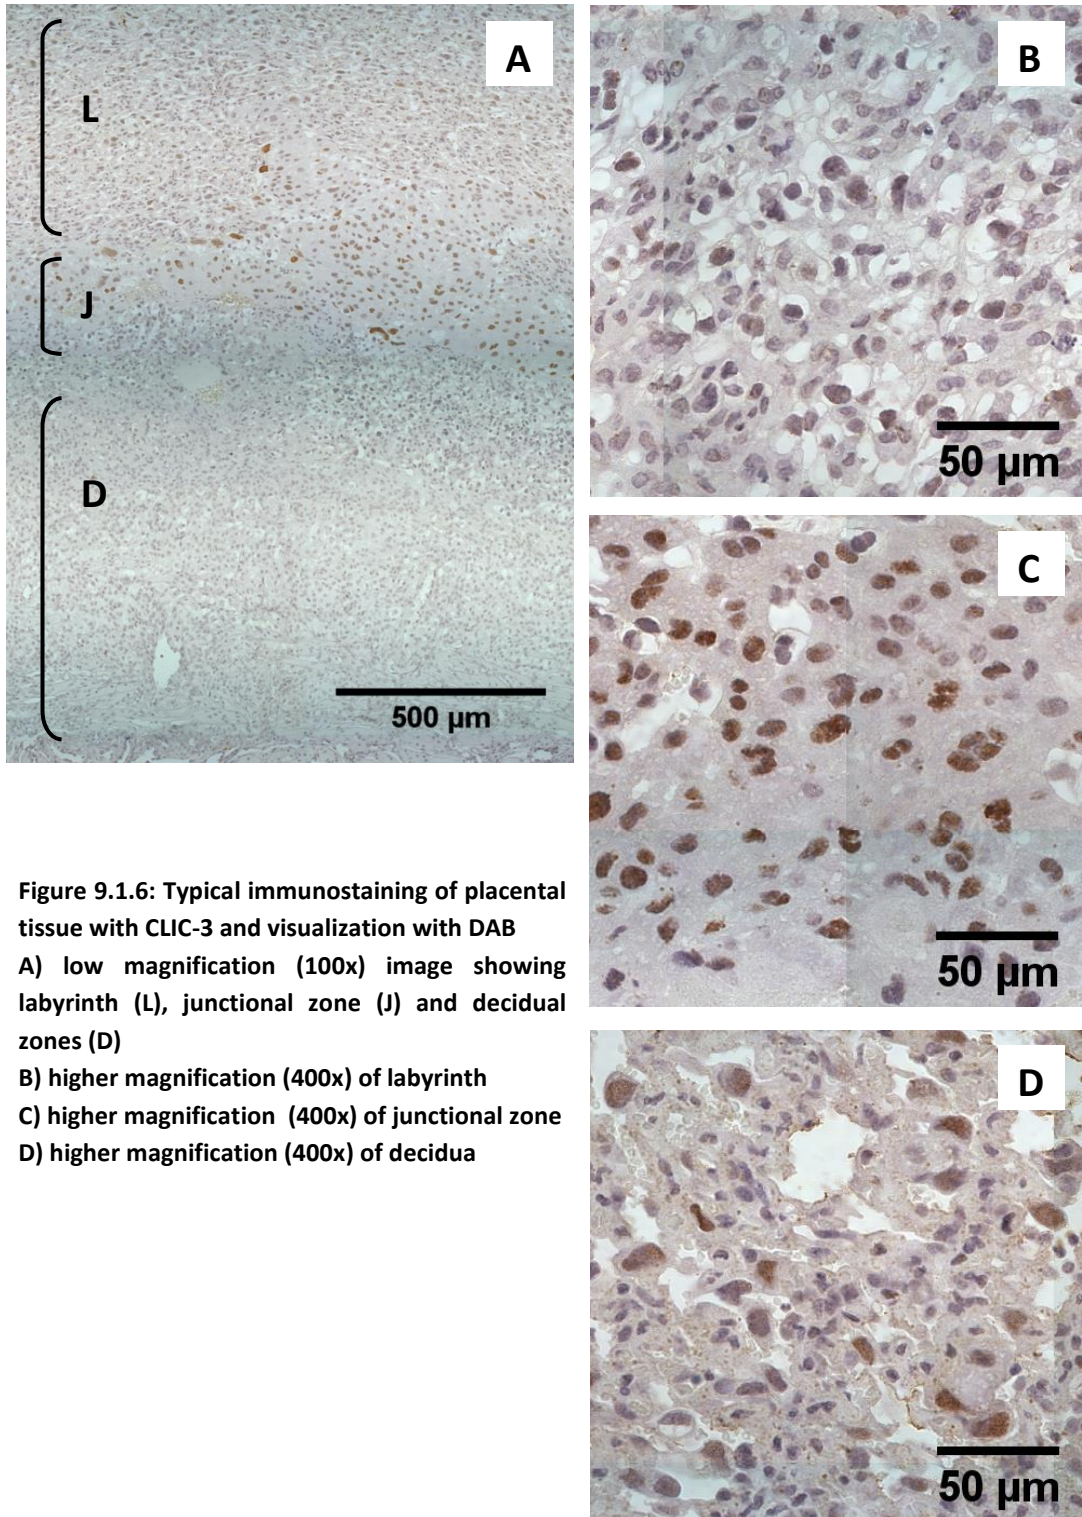 A
L
J
D
500 µm
B
50 µm
C
50 µm
D
50 µm
Figure 9.1.6: Typical immunostaining of placental
tissue with CLIC-3 and visualization with DAB
A) low magnification (100x) image showing
labyrinth (L), junctional zone (J) and decidual
zones (D)
B) higher magnification (400x) of labyrinth
C) higher magnification (400x) of junctional zone
D) higher magnification (400x) of decidua